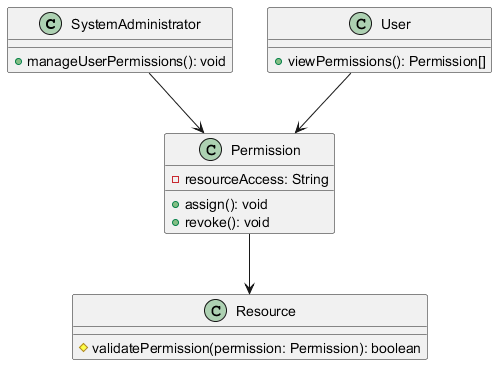 C SystemAdministrator
manageUserPermissions(): void
C User
viewPermissions(): Permission[]
C Permission
resourceAccess: String
assign(): void
revoke(): void
C Resource
validatePermission(permission: Permission): boolean